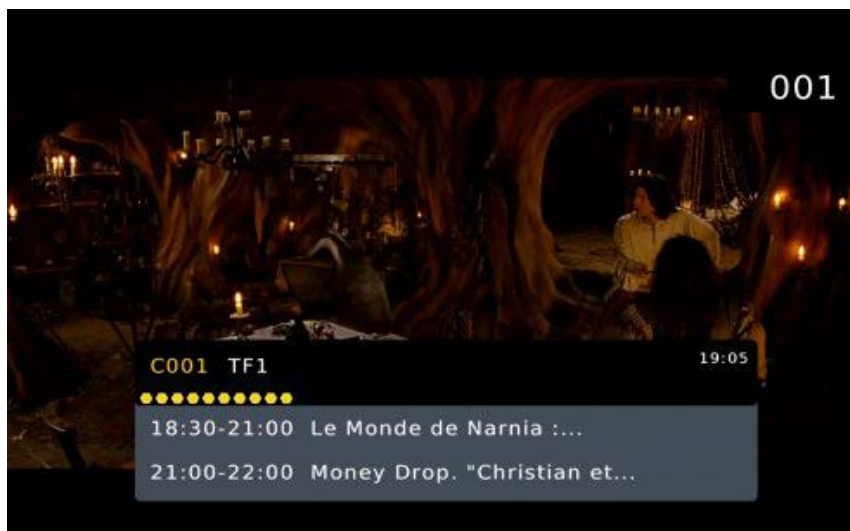 001
C001 TF1 19:05
18:30-21:00 Le Monde de Narnia :...
21:00-22:00 Money Drop. "Christian et...